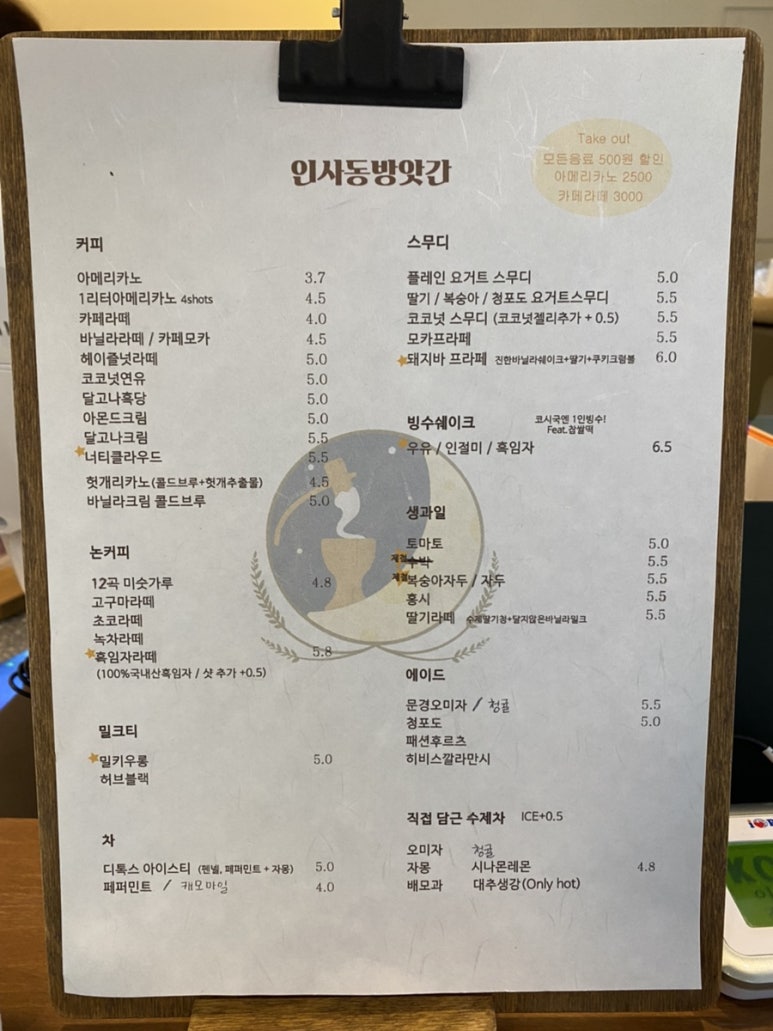 인사동방앗간
Take out
모든음료 500원 할인
아메리카노 2500
카페라떼 3000
커피
아메리카노 3.7
1리터아메리카노 4shots 4.5
카페라떼 4.0
바닐라라떼 / 카페모카 4.5
헤이즐넛라떼 5.0
코코넛연유 5.0
달고나흑당 5.0
아몬드크림 5.0
달고나크림 5.5
너티클라우드 5.5
헛개리카노(콜드브루+헛개추출물) 4.5
바닐라크림 콜드브루 5.0
논커피
12곡 미숫가루 4.8
고구마라떼
초코라떼
녹차라떼
흑임자라떼 5.8
(100%국내산흑임자 / 샷 추가 +0.5)
밀크티
밀키우롱 5.0
허브블랙
차
디톡스 아이스티 (펜넬, 페퍼민트 + 자몽) 5.0
페퍼민트 / 캐모마일 4.0
스무디
플레인 요거트 스무디 5.0
딸기 / 복숭아 / 청포도 요거트스무디 5.5
코코넛 스무디 (코코넛젤리추가 + 0.5) 5.5
모카프라페 5.5
돼지바 프라페 진한바닐라쉐이크+딸기+쿠키크럼블 6.0
빙수쉐이크
코시국엔 1인빙수!
Feat.찹쌀떡
우유 / 인절미 / 흑임자 6.5
생과일
토마토 5.0
계절 수박 5.5
계절 복숭아자두 / 자두 5.5
홍시 5.5
딸기라떼 수제딸기청+달지않은바닐라밀크 5.5
에이드
문경오미자 / 청귤 5.5
청포도 5.0
패션후르츠
히비스깔라만시
직접 담근 수제차 ICE+0.5
오미자 청귤
자몽 시나몬레몬 4.8
배모과 대추생강(Only hot)